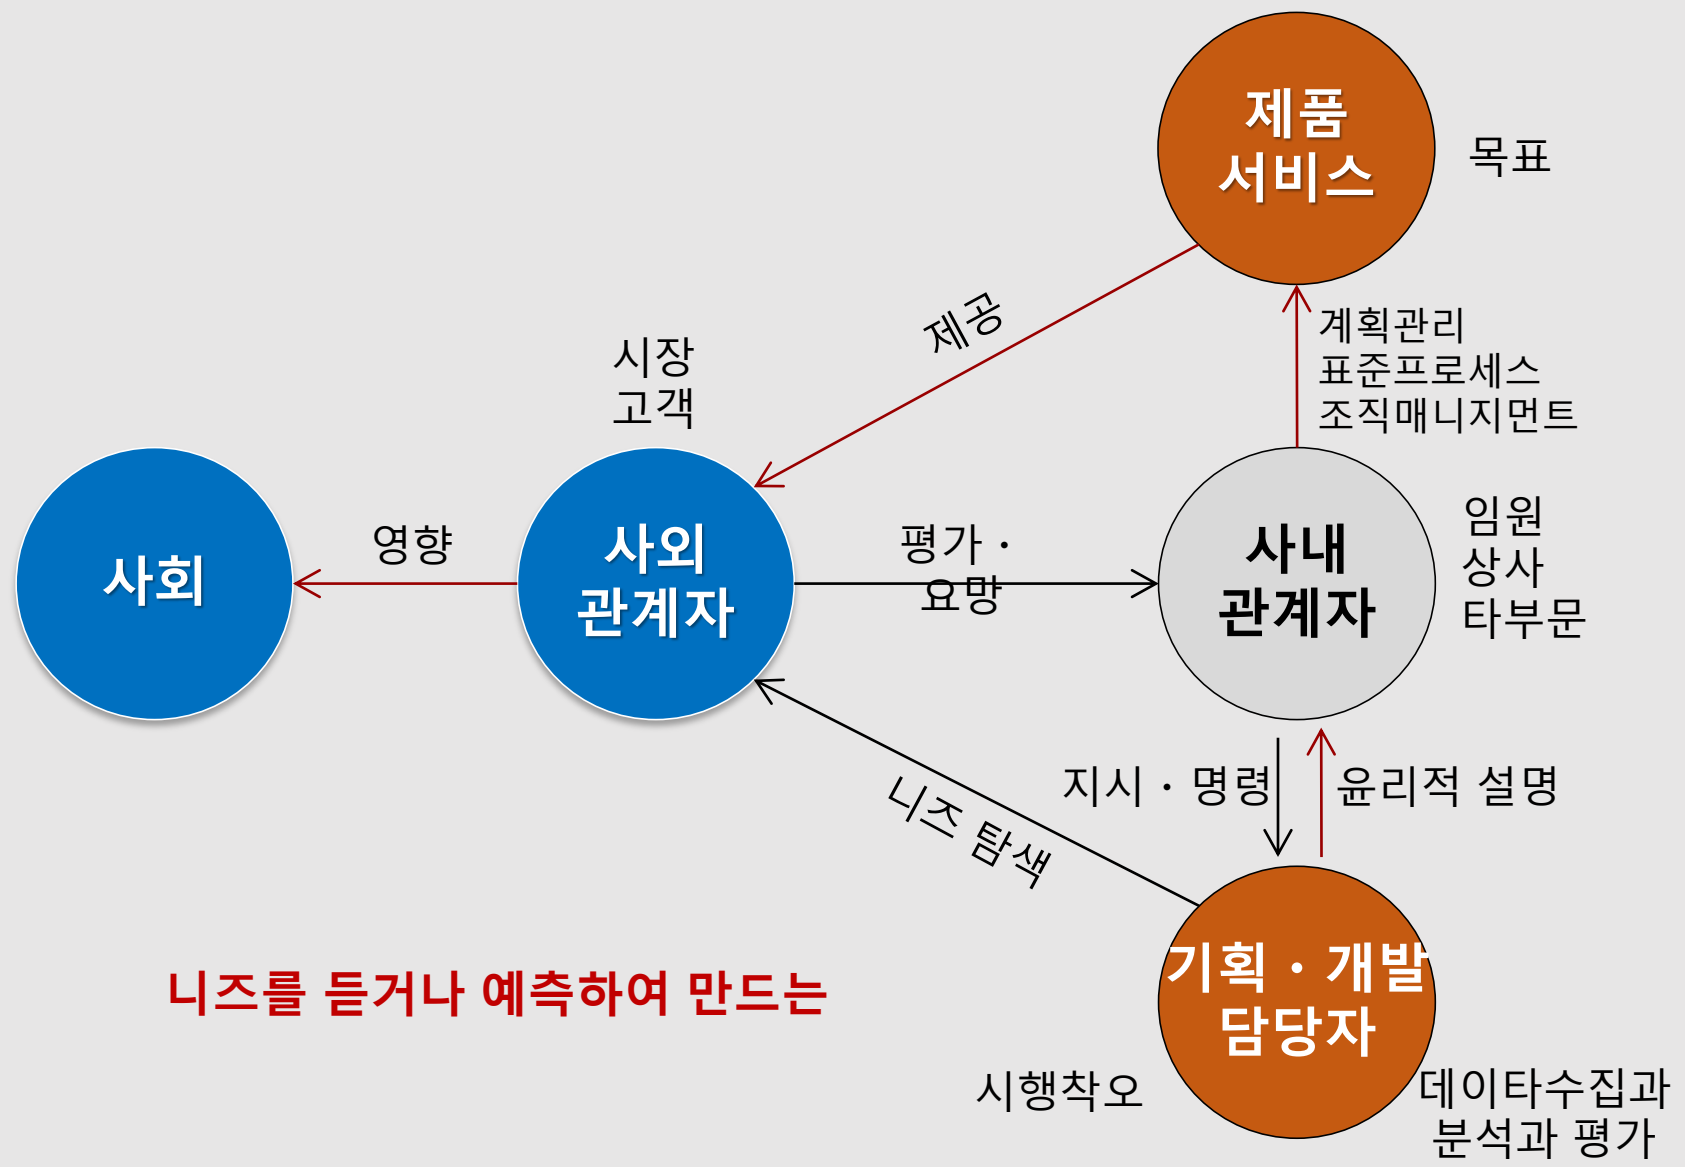 제품
서비스
목표
제공
계획관리
표준프로세스
조직매니지먼트
시장
고객
사회
영향
사외
관계자
평가・
요망
사내
관계자
임원
상사
타부문
지시・명령
윤리적 설명
니즈 탐색
기획・개발
담당자
니즈를 듣거나 예측하여 만드는
시행착오
데이타수집과
분석과 평가